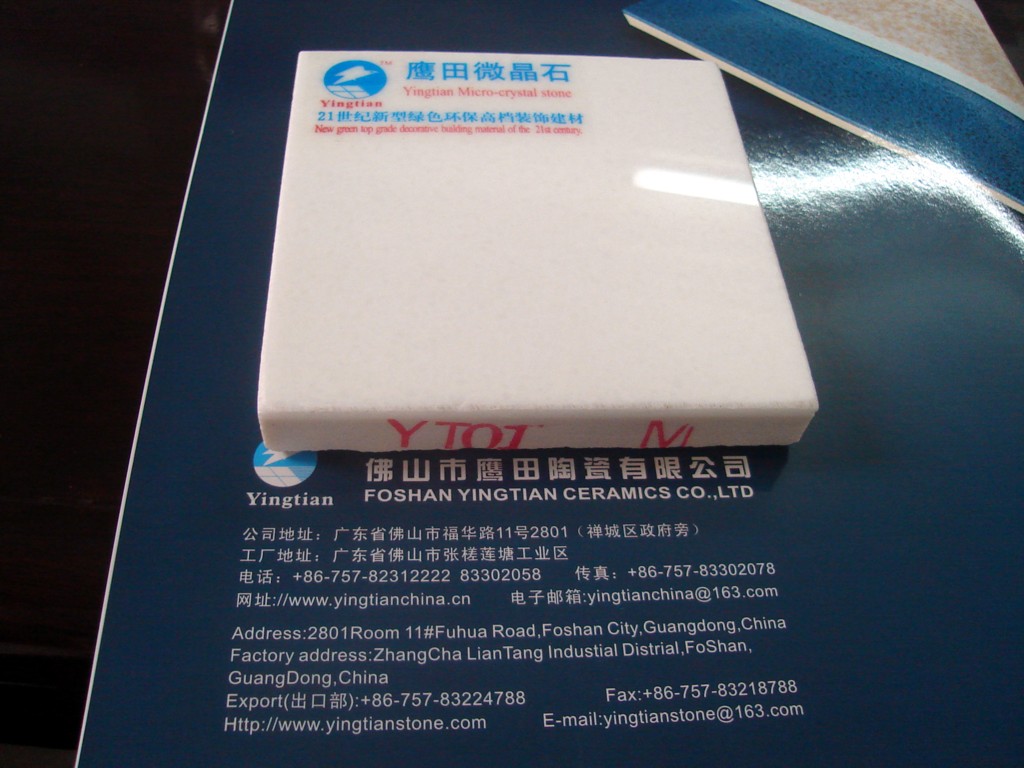 TM
鹰田微晶石
Yingtian Micro-crystal stone
Yingtian
21世纪新型绿色环保高档装饰建材
New green top grade decorative building material of the 21st century.
佛山市鹰田陶瓷有限公司
Yingtian
FOSHAN YINGTIAN CERAMICS CO.,LTD
公司地址：广东省佛山市福华路11号2801（禅城区政府旁）
工厂地址：广东省佛山市张槎莲塘工业区
电话：+86-757-82312222 83302058 传真：+86-757-83302078
网址://www.yingtianchina.cn 电子邮箱:yingtianchina@163.com
Address:2801Room 11#Fuhua Road,Foshan City,Guangdong,China
Factory address:ZhangCha LianTang Industial Distrial,FoShan,
GuangDong,China
Export(出口部):+86-757-83224788 Fax:+86-757-83218788
Http://www.yingtianstone.com E-mail:yingtianstone@163.com